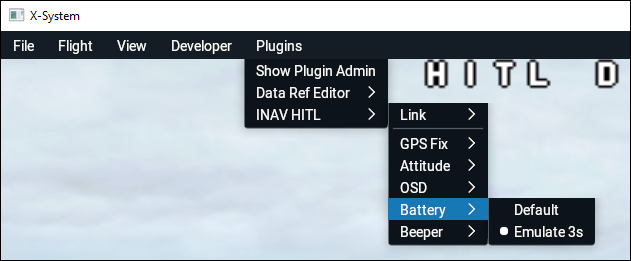 X-System
File Flight View Developer Plugins
Show Plugin Admin
Data Ref Editor
INAV HITL
HITL D
Link
GPS Fix
Attitude
OSD
Battery
Beeper
Default
Emulate 3s